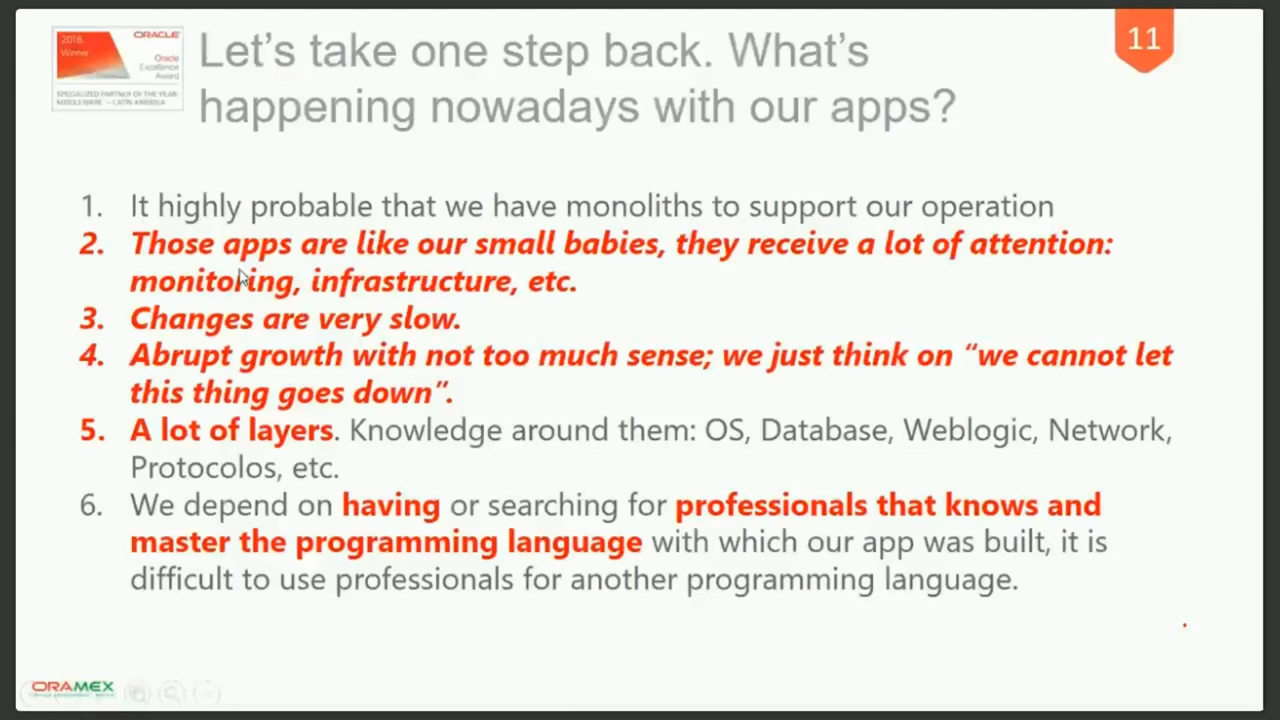 2016
Winner
ORACLE
Oracle
Excellence
Award
SPECIALIZED PARTNER OF THE YEAR
MIDDLEWARE – LATIN AMERICA
Let’s take one step back. What’s
happening nowadays with our apps?
11
1. It highly probable that we have monoliths to support our operation
2. Those apps are like our small babies, they receive a lot of attention:
monitoring, infrastructure, etc.
3. Changes are very slow.
4. Abrupt growth with not too much sense; we just think on “we cannot let
this thing goes down”.
5. A lot of layers. Knowledge around them: OS, Database, Weblogic, Network,
Protocolos, etc.
6. We depend on having or searching for professionals that knows and
master the programming language with which our app was built, it is
difficult to use professionals for another programming language.
ORAMEX